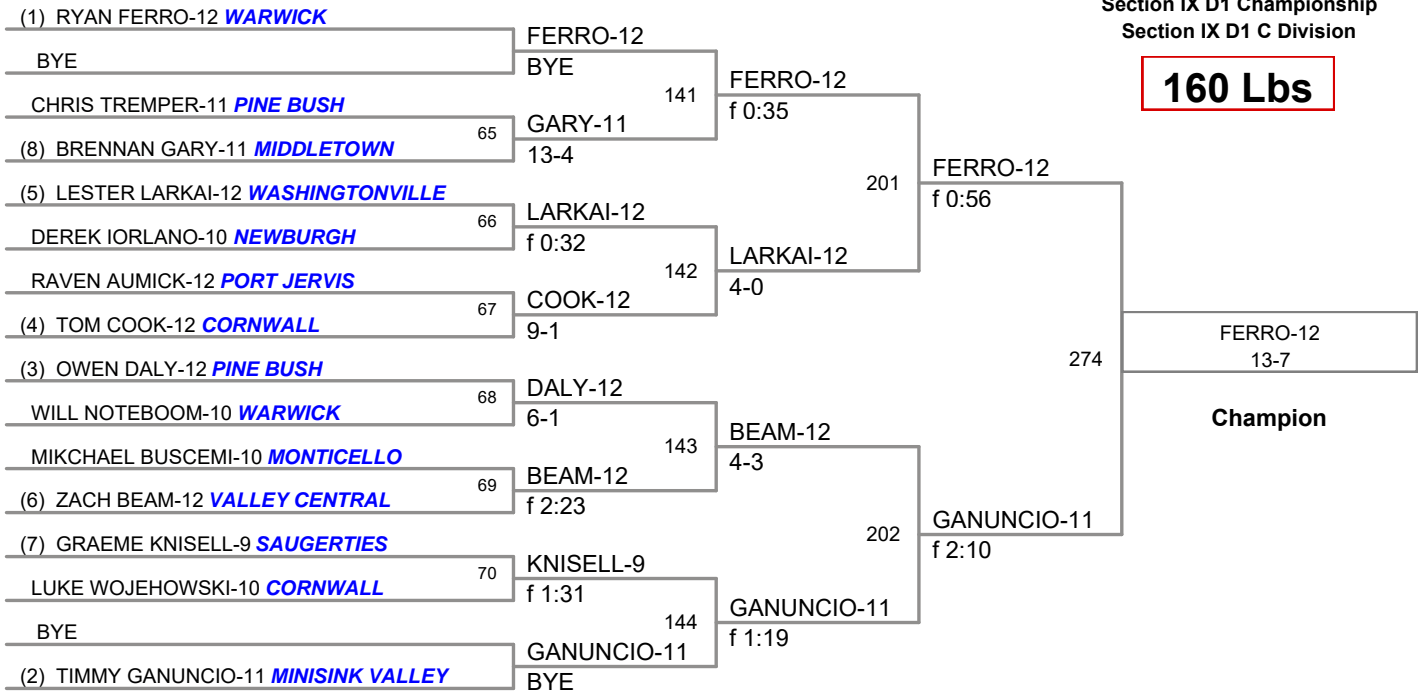 Section IX D1 Championship
Section IX D1 C Division
160 Lbs
(1) RYAN FERRO-12 WARWICK
BYE
CHRIS TREMPER-11 PINE BUSH
(8) BRENNAN GARY-11 MIDDLETOWN
(5) LESTER LARKAI-12 WASHINGTONVILLE
DEREK IORLANO-10 NEWBURGH
RAVEN AUMICK-12 PORT JERVIS
(4) TOM COOK-12 CORNWALL
(3) OWEN DALY-12 PINE BUSH
WILL NOTEBOOM-10 WARWICK
MIKCHAEL BUSCEMI-10 MONTICELLO
(6) ZACH BEAM-12 VALLEY CENTRAL
(7) GRAEME KNISELL-9 SAUGERTIES
LUKE WOJEHOWSKI-10 CORNWALL
BYE
(2) TIMMY GANUNCIO-11 MINISINK VALLEY
65
66
67
68
69
70
FERRO-12
BYE
GARY-11
13-4
LARKAI-12
f 0:32
COOK-12
9-1
DALY-12
6-1
BEAM-12
f 2:23
KNISELL-9
f 1:31
GANUNCIO-11
BYE
141
142
143
144
FERRO-12
f 0:35
LARKAI-12
4-0
BEAM-12
4-3
GANUNCIO-11
f 1:19
201
202
FERRO-12
f 0:56
GANUNCIO-11
f 2:10
274
FERRO-12
13-7
Champion